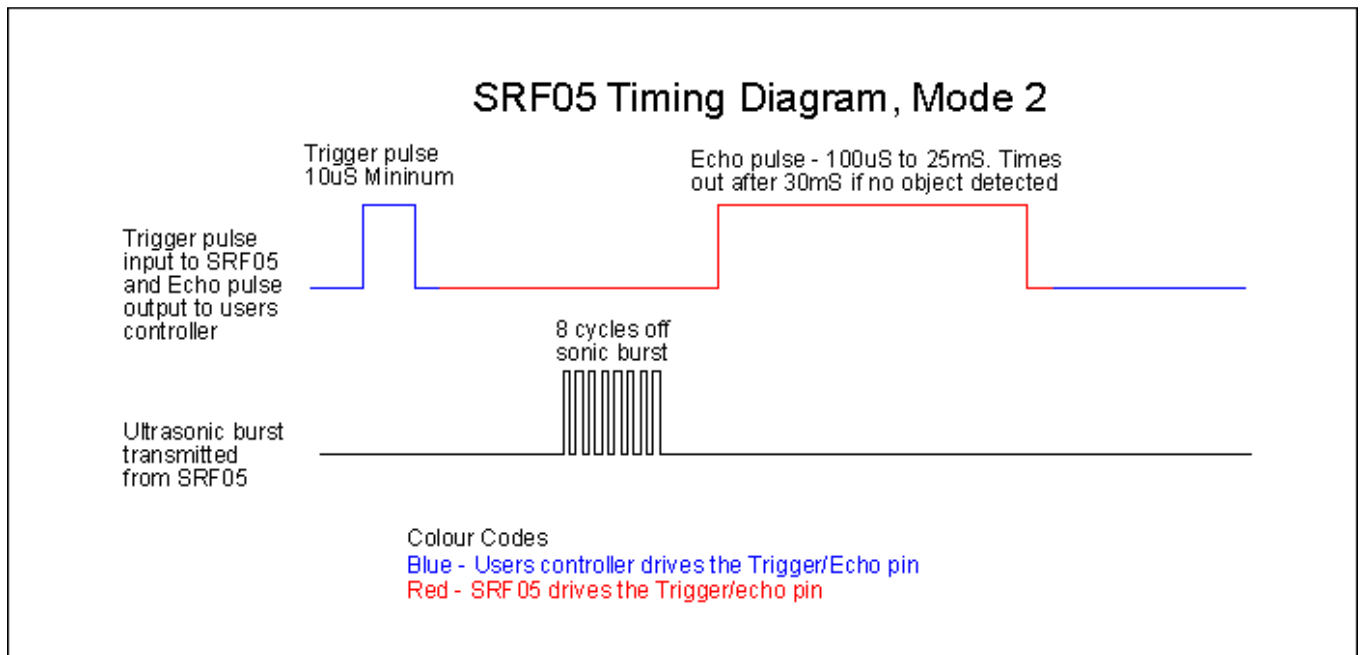 SRF05 Timing Diagram, Mode 2
Trigger pulse
10uS Mininum
Echo pulse - 100uS to 25mS. Times
out after 30mS if no object detected
Trigger pulse
input to SRF05
and Echo pulse
output to users
controller
8 cycles off
sonic burst
Ultrasonic burst
transmitted
from SRF05
Colour Codes
Blue - Users controller drives the Trigger/Echo pin
Red - SRF05 drives the Trigger/echo pin